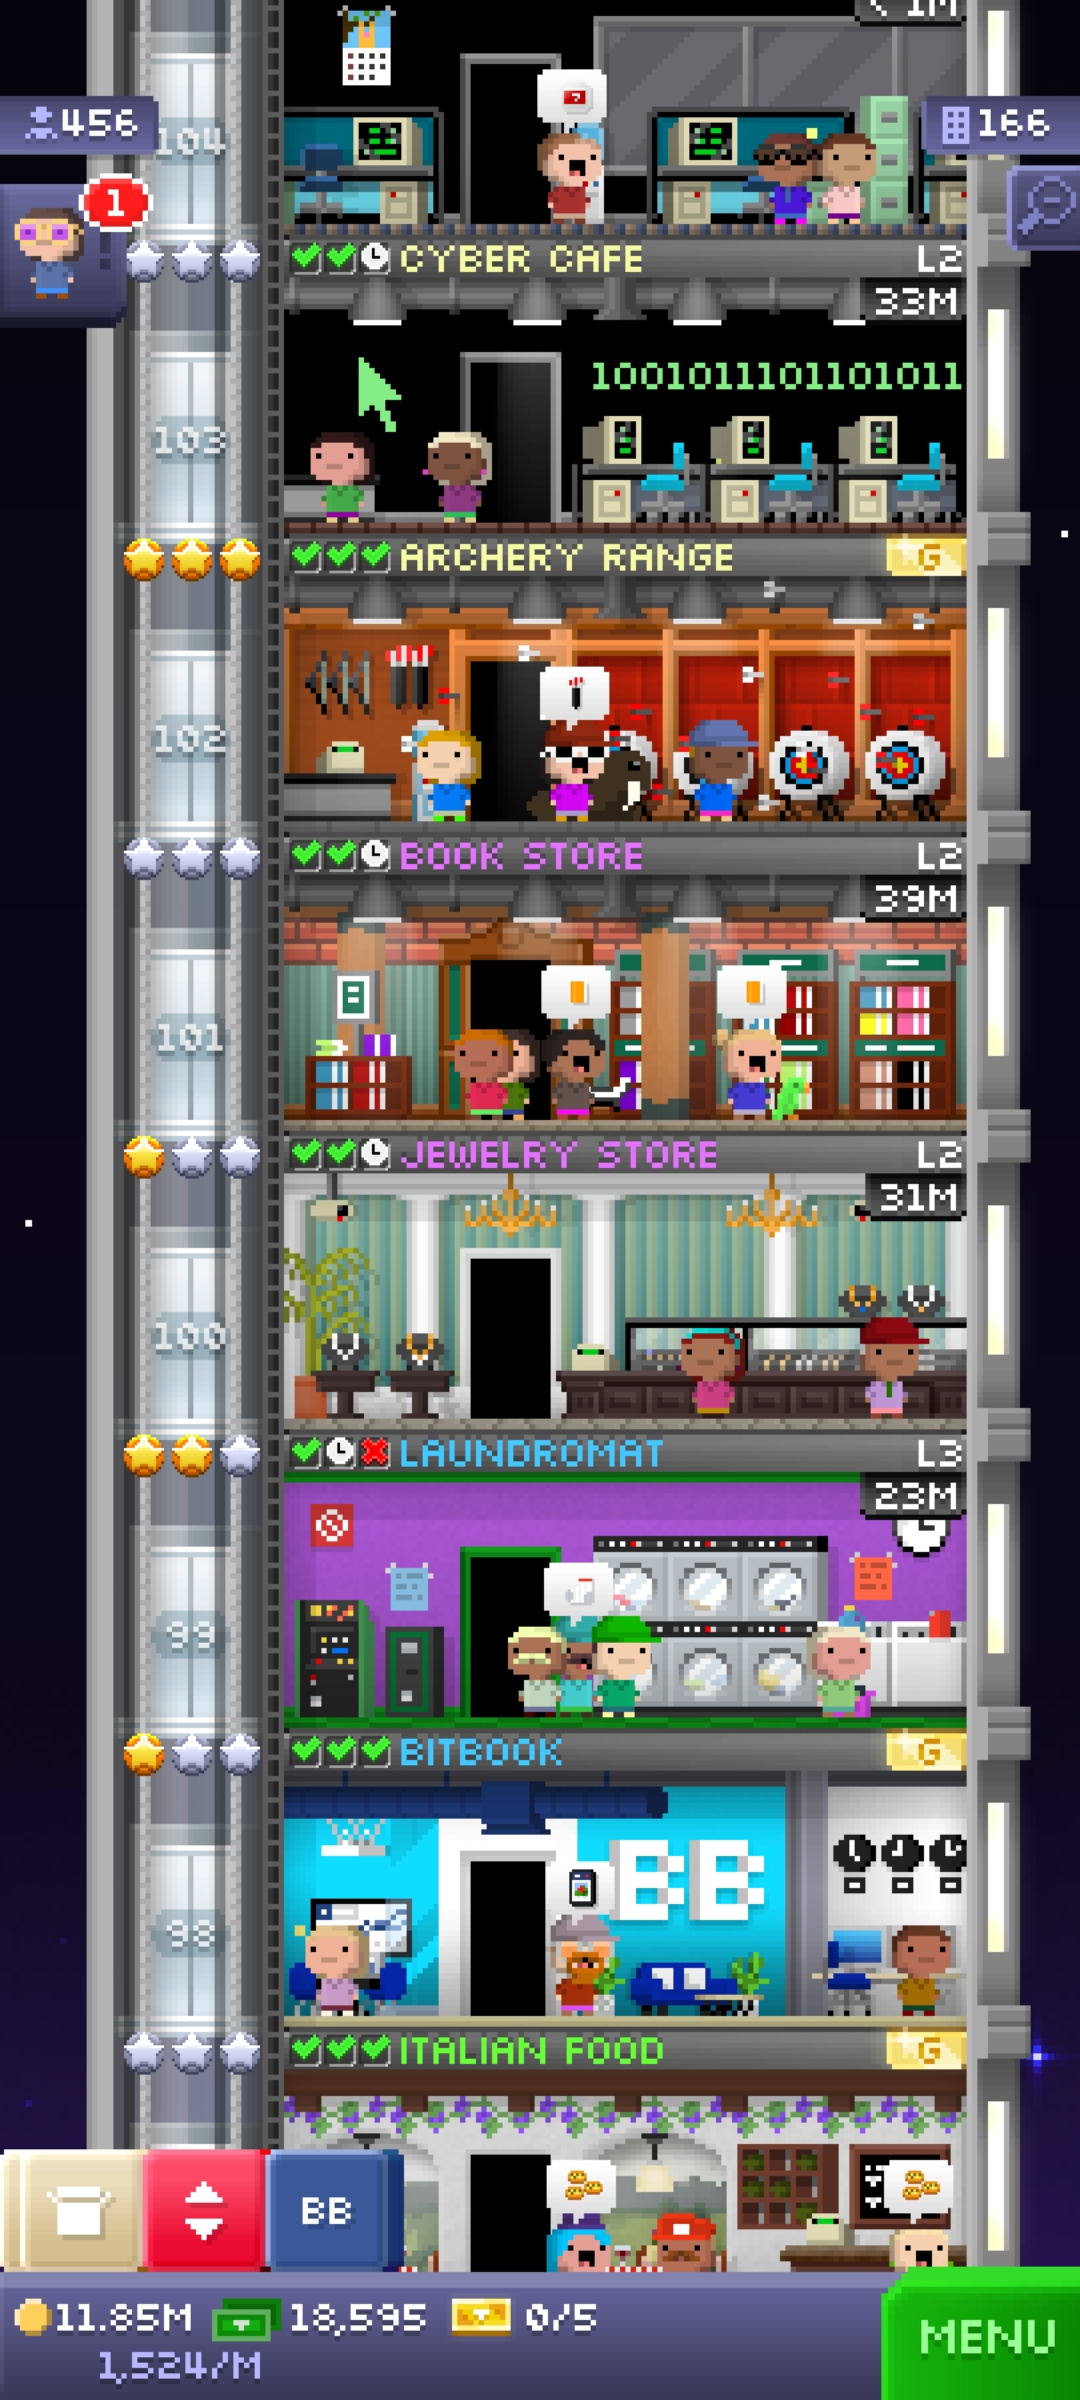 < 1M
456
104
166
1
CYBER CAFE L2
33M
1001011101101011
103
ARCHERY RANGE G
102
BOOK STORE L2
39M
101
JEWELRY STORE L2
31M
100
LAUNDROMAT L3
23M
99
BITBOOK G
BB
98
ITALIAN FOOD G
BB
11.85M 18,595 0/5
1,524/M
MENU